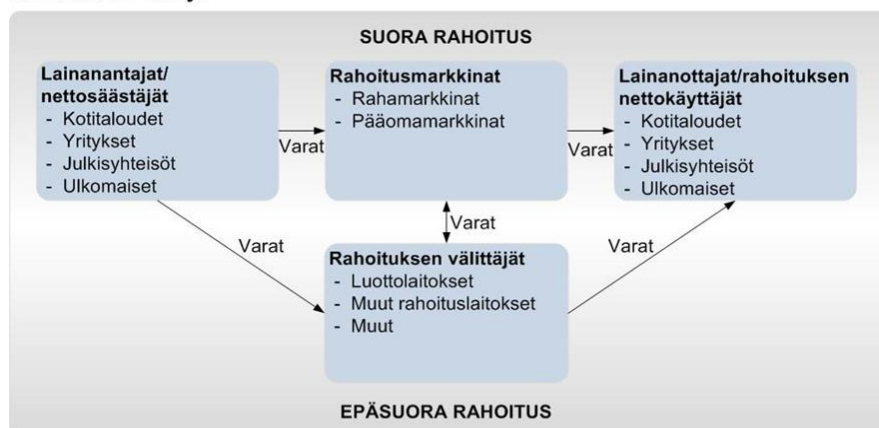 SUORA RAHOITUS
Lainanantajat/
nettosäästäjät
- Kotitaloudet
- Yritykset
- Julkisyhteisöt
- Ulkomaiset
Varat
Rahoitusmarkkinat
- Rahamarkkinat
- Pääomamarkkinat
Varat
Lainanottajat/rahoituksen
nettokäyttäjät
- Kotitaloudet
- Yritykset
- Julkisyhteisöt
- Ulkomaiset
Varat
Varat
Varat
Rahoituksen välittäjät
- Luottolaitokset
- Muut rahoituslaitokset
- Muut
EPÄSUORA RAHOITUS